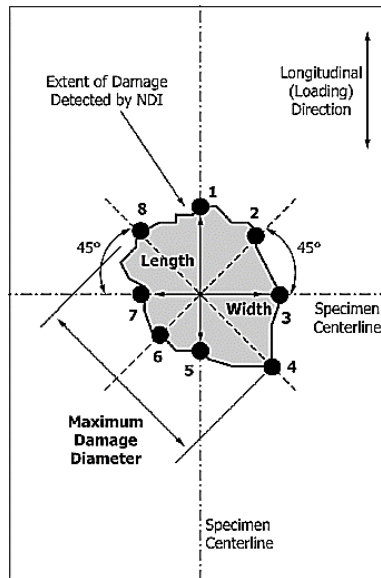 Extent of Damage
Detected by NDI
Longitudinal
(Loading)
Direction
1
8
2
45°
45°
Length
7
Width
3
Specimen
Centerline
6
5
4
Maximum
Damage
Diameter
Specimen
Centerline